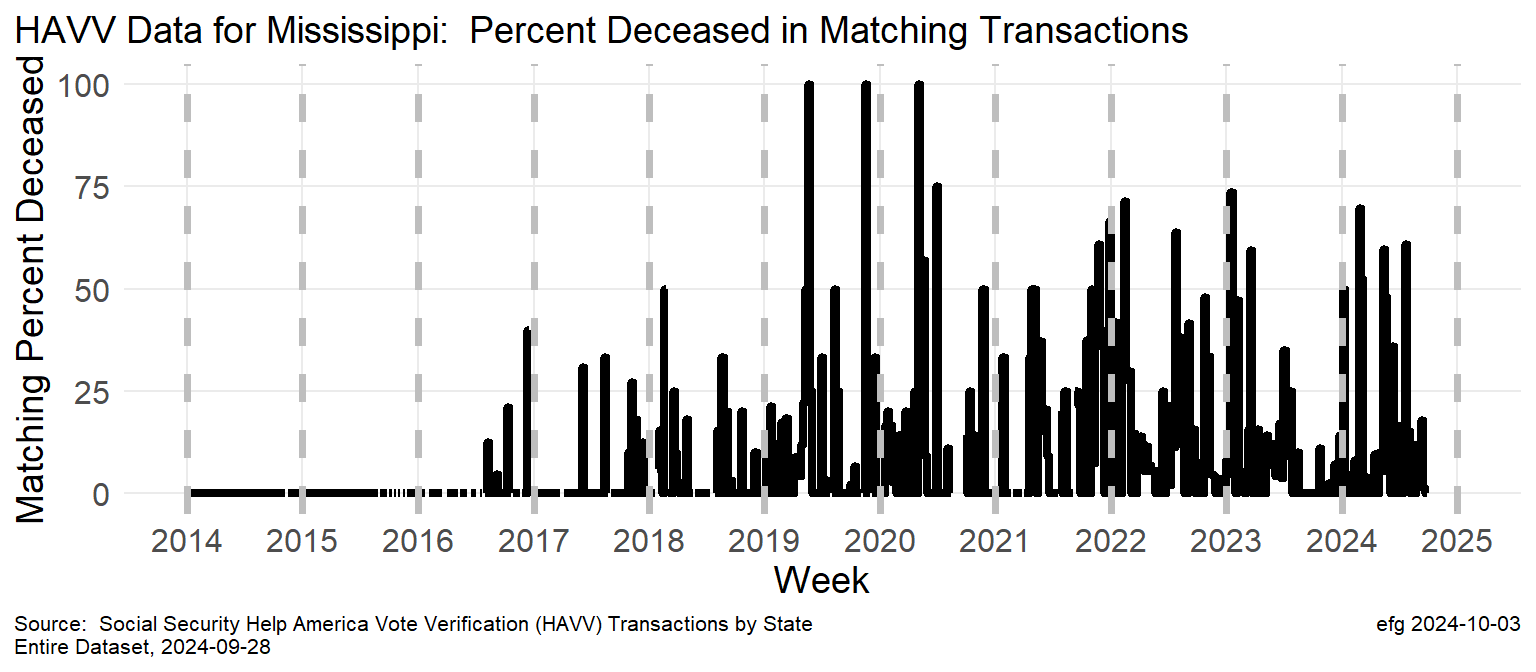 HAVV Data for Mississippi:  Percent Deceased in Matching Transactions
Matching Percent Deceased
100
75
50
25
0
2014 2015 2016 2017 2018 2019 2020 2021 2022 2023 2024 2025
Week
Source:  Social Security Help America Vote Verification (HAVV) Transactions by State
Entire Dataset, 2024-09-28
efg 2024-10-03